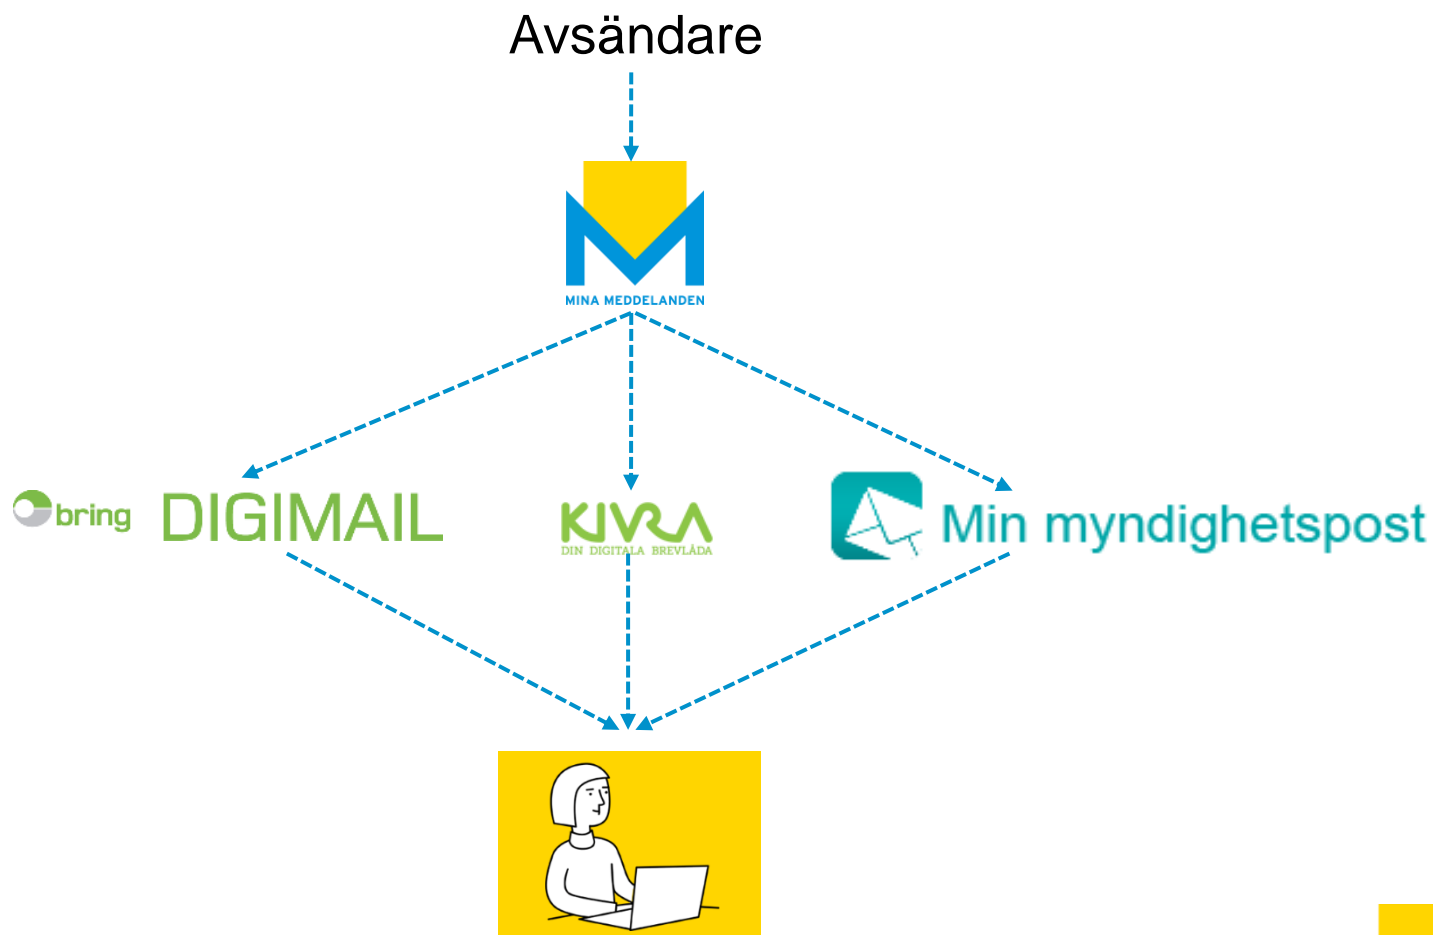 Avsändare
MINA MEDDELANDEN
bring DIGIMAIL
KIVRA
DIN DIGITALA BREVLÅDA
Min myndighetspost